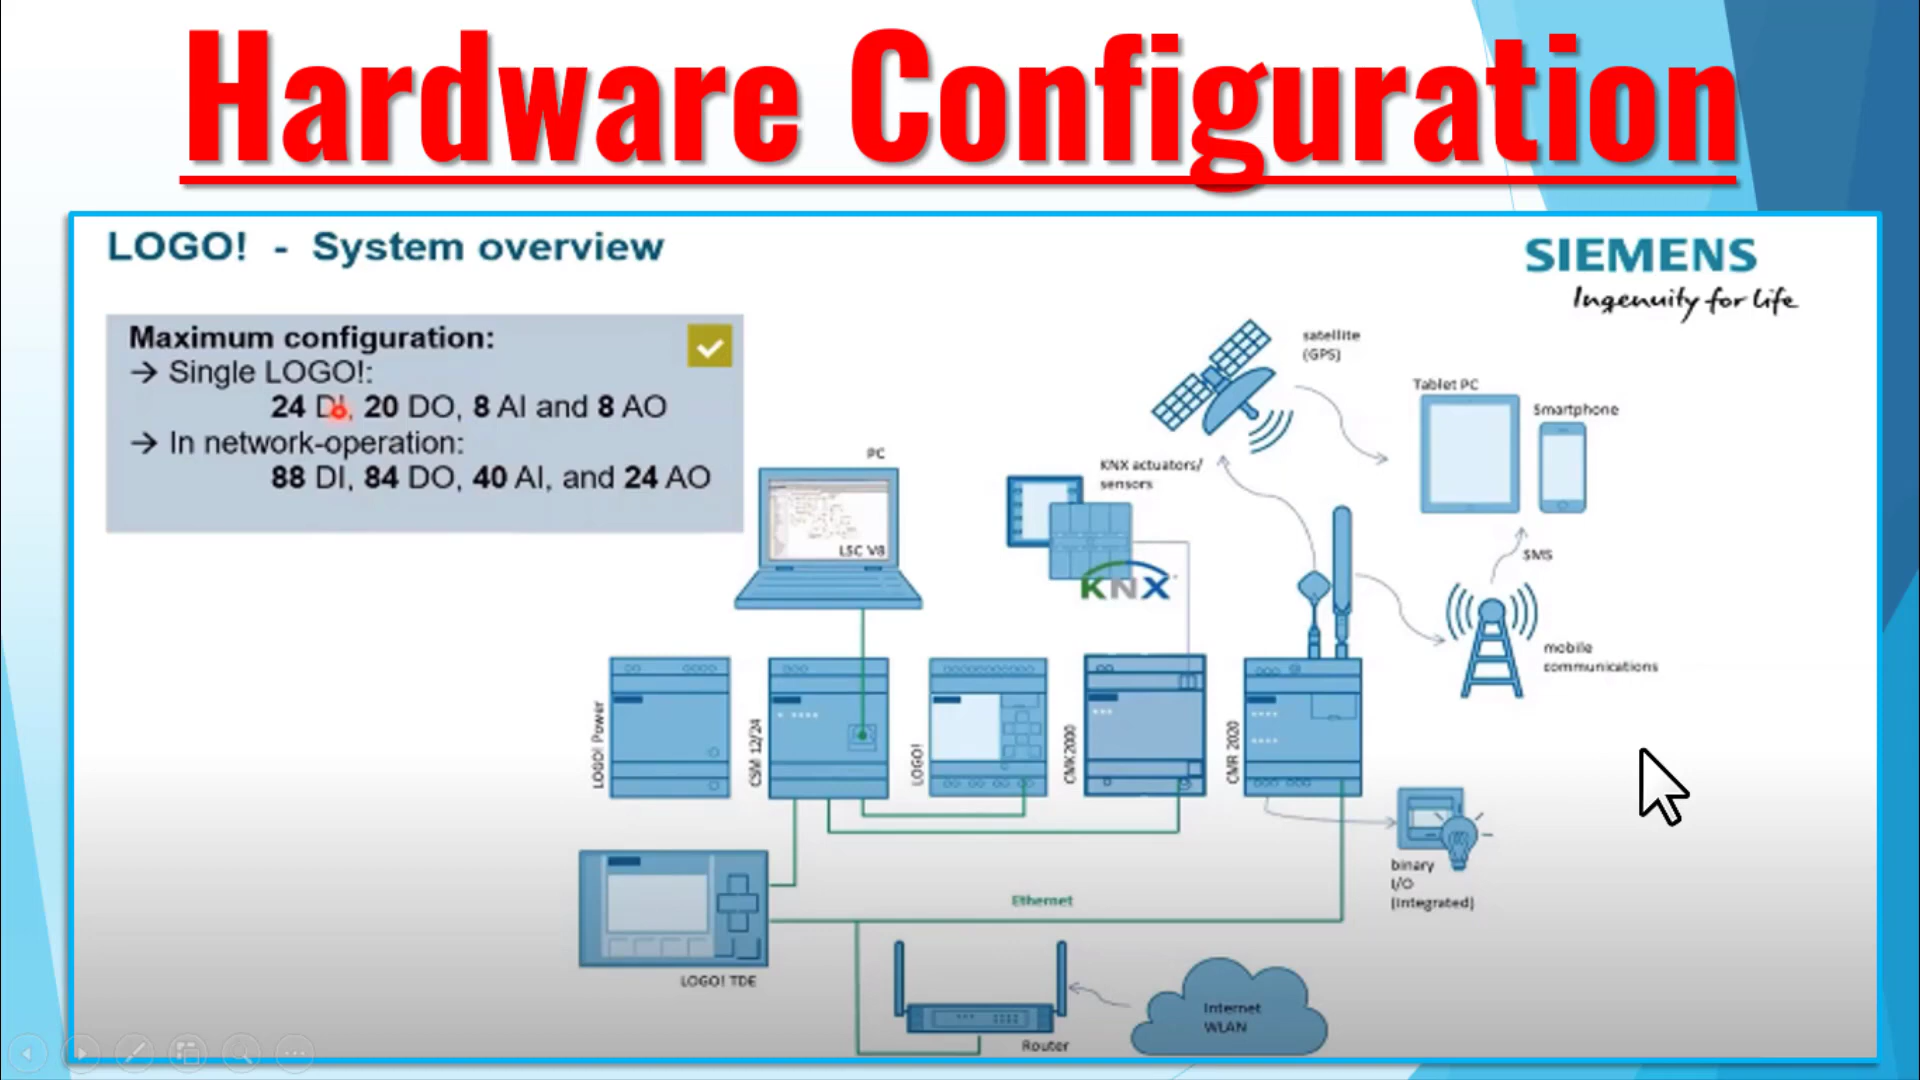 Hardware Configuration
LOGO! - System overview
SIEMENS
Ingenuity for life
Maximum configuration:
→ Single LOGO!:
24 DI, 20 DO, 8 AI and 8 AO
→ In network-operation:
88 DI, 84 DO, 40 AI, and 24 AO
satellite
(GPS)
Tablet PC
Smartphone
PC
KNX actuators/
sensors
LSC V8
KNX
SMS
mobile
communications
LOGO! Power
CSM 12/24
LOGO!
CMK2000
CMR 2020
binary
I/O
(integrated)
Ethernet
LOGO! TDE
Internet
WLAN
Router